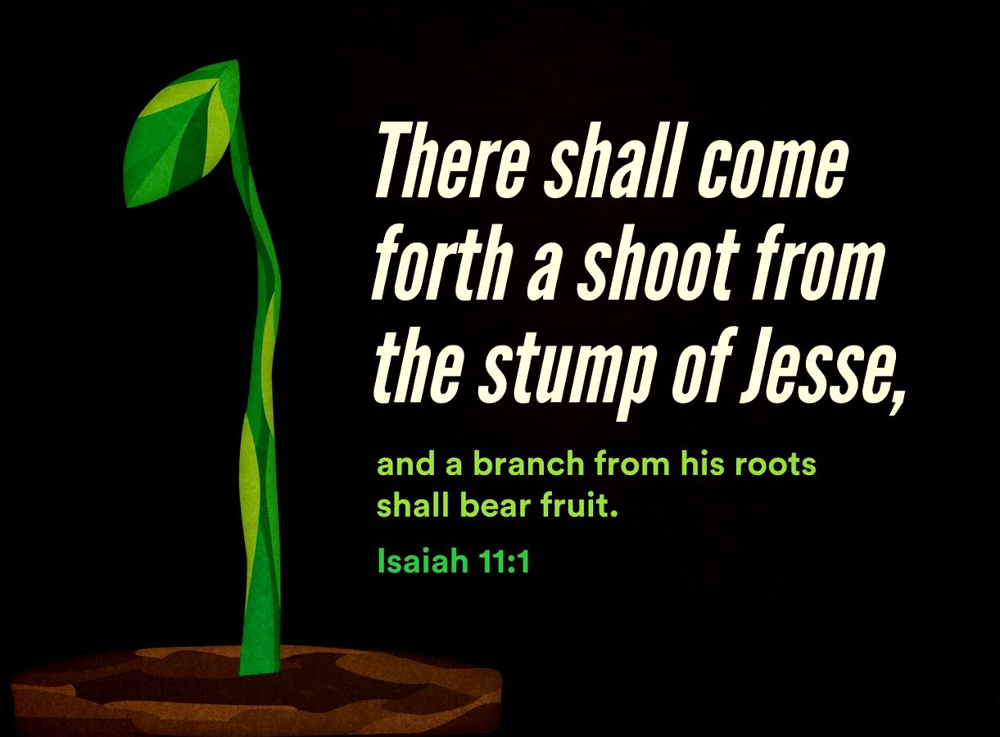 There shall come
forth a shoot from
the stump of Jesse,
and a branch from his roots
shall bear fruit.
Isaiah 11:1